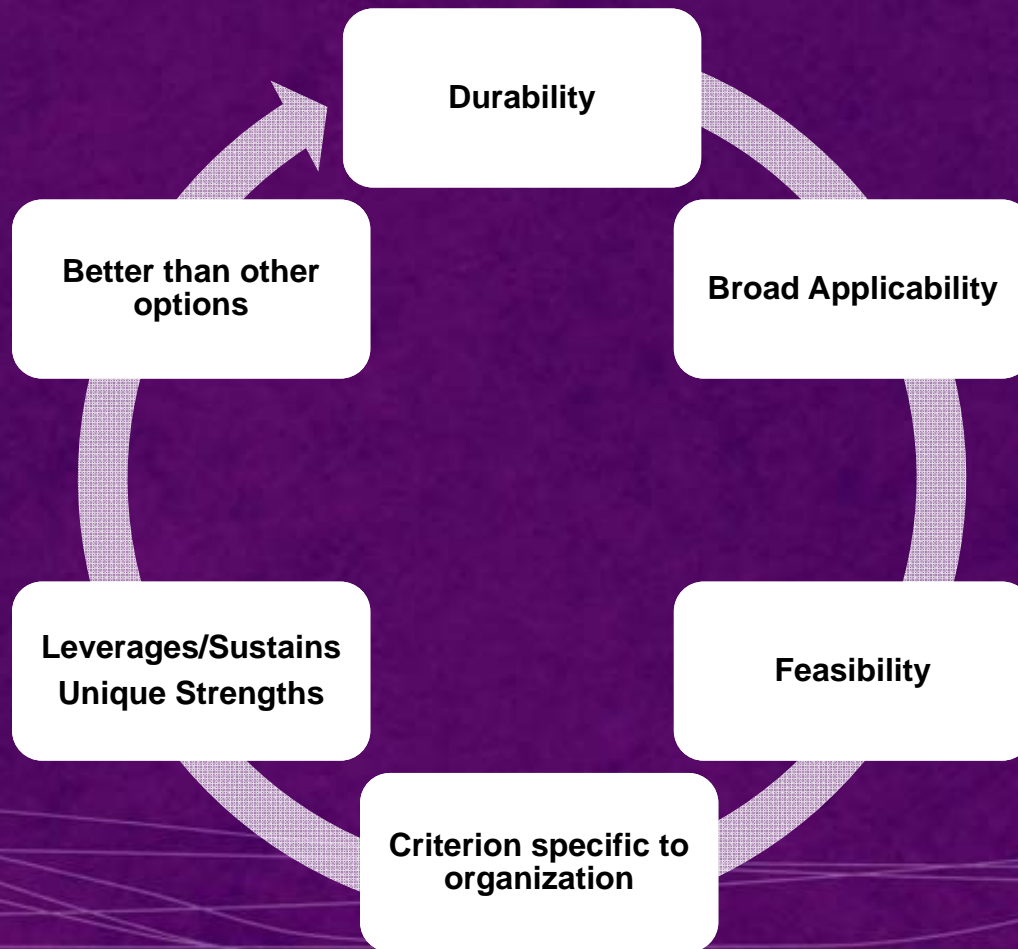 Durability
Broad Applicability
Feasibility
Criterion specific to
organization
Leverages/Sustains
Unique Strengths
Better than other
options